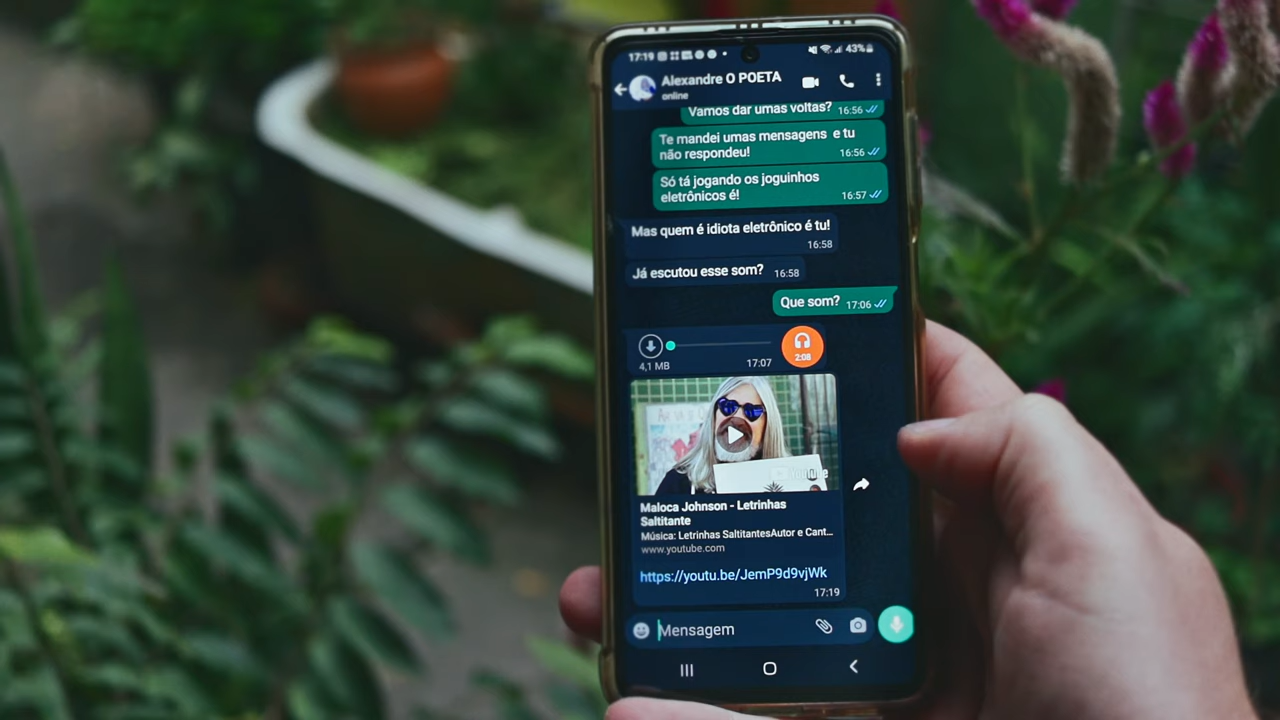 17:19
43%
Alexandre O POETA
online
Vamos dar umas voltas? 16:56
Te mandei umas mensagens e tu
não respondeu! 16:56
Só tá jogando os joguinhos
eletrônicos é! 16:57
Mas quem é idiota eletrônico é tu!
16:58
Já escutou esse som? 16:58
Que som? 17:06
2:08
4,1 MB 17:07
YouTube
Maloca Johnson - Letrinhas
Saltitante
Música: Letrinhas SaltitantesAutor e Cant...
www.youtube.com
https://youtu.be/JemP9d9vjWk
17:19
Mensagem